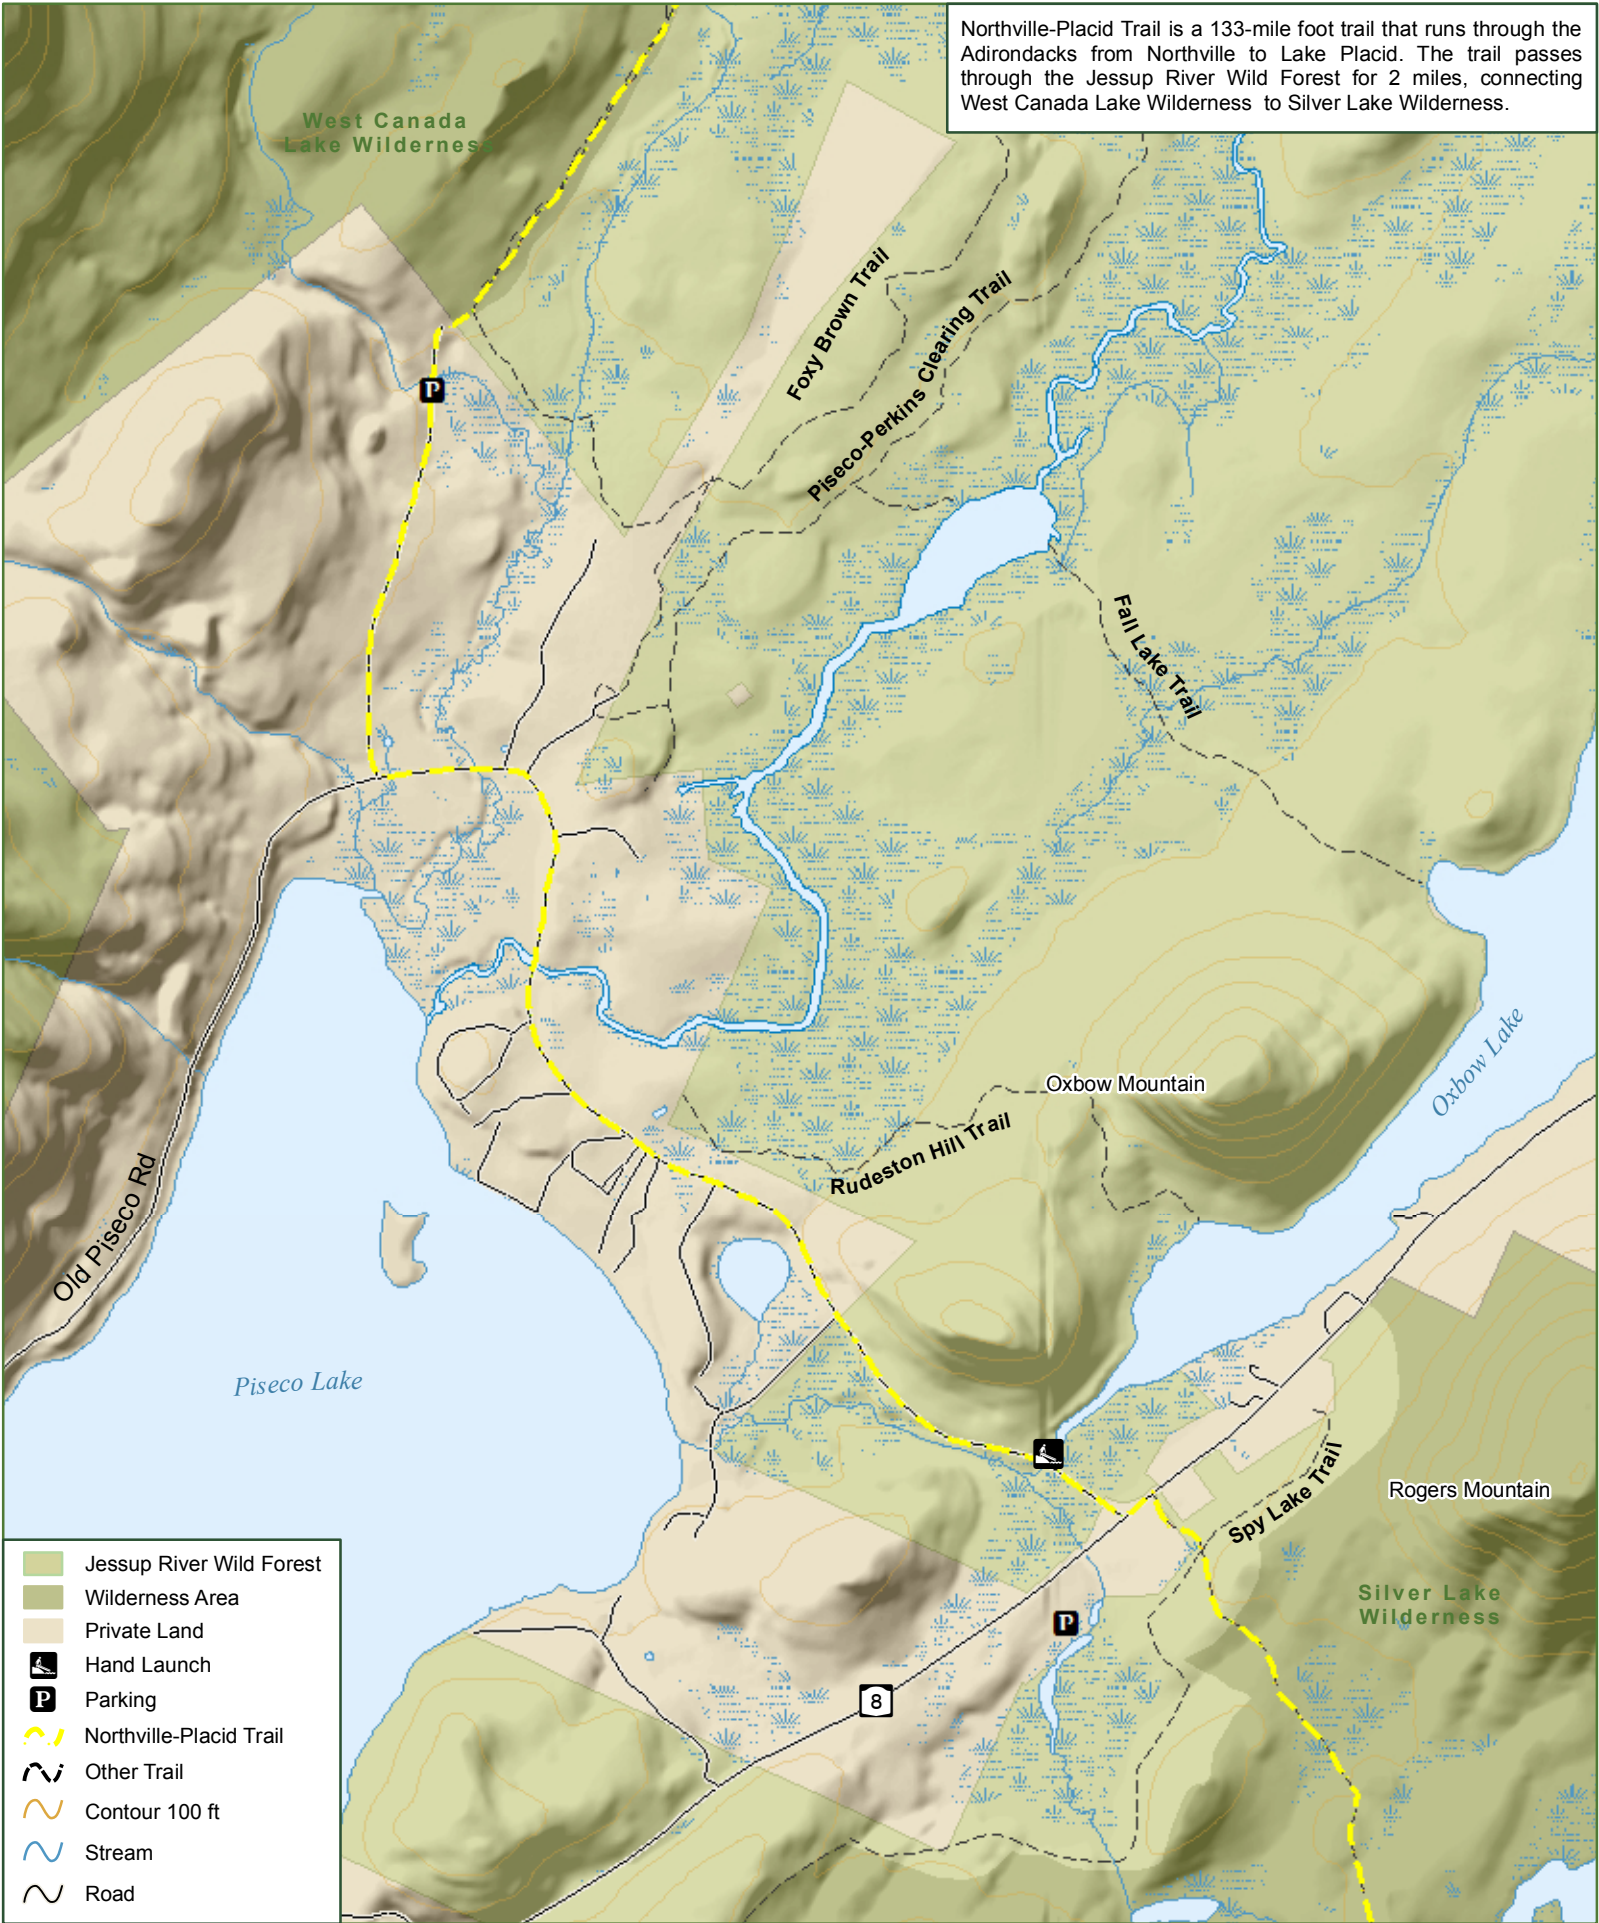 Northville-Placid Trail is a 133-mile foot trail that runs through the
Adirondacks from Northville to Lake Placid. The trail passes
through the Jessup River Wild Forest for 2 miles, connecting
West Canada Lake Wilderness to Silver Lake Wilderness.
West Canada
Lake Wilderness
Foxy Brown Trail
Piseco-Perkins Clearing Trail
P
Fall Lake Trail
Oxbow Lake
Oxbow Mountain
Rudeston Hill Trail
Old Piseco Rd
Piseco Lake
Spy Lake Trail
Rogers Mountain
Silver Lake
Wilderness
P
8
Jessup River Wild Forest
Wilderness Area
Private Land
Hand Launch
P Parking
Northville-Placid Trail
Other Trail
Contour 100 ft
Stream
Road